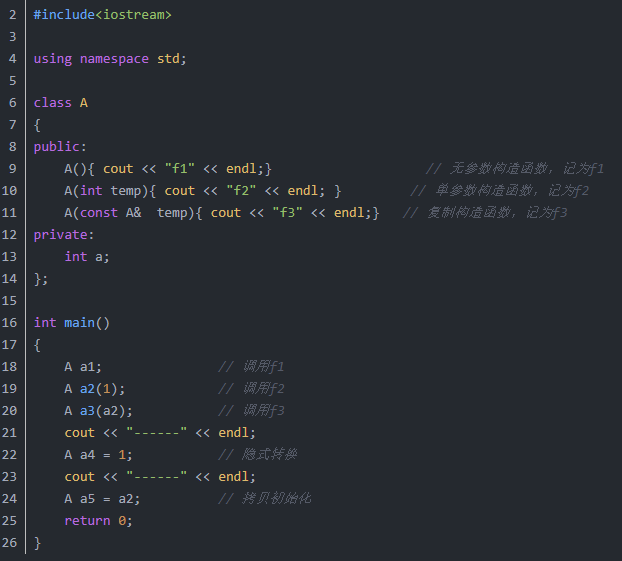 2 #include<iostream>
3
4 using namespace std;
5
6 class A
7 {
8 public:
9     A(){ cout << "f1" << endl;}                    // 无参数构造函数，记为f1
10     A(int temp){ cout << "f2" << endl; }         // 单参数构造函数，记为f2
11     A(const A&  temp){ cout << "f3" << endl;}   // 复制构造函数，记为f3
12 private:
13     int a;
14 };
15
16 int main()
17 {
18     A a1;               // 调用f1
19     A a2(1);            // 调用f2
20     A a3(a2);           // 调用f3
21     cout << "------" << endl;
22     A a4 = 1;           // 隐式转换
23     cout << "------" << endl;
24     A a5 = a2;          // 拷贝初始化
25     return 0;
26 }